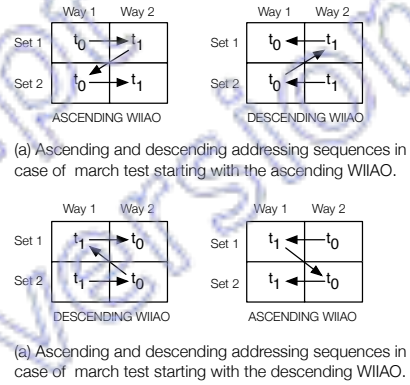 Way 1 Way 2 Way 1 Way 2
Set 1 t0 t1 Set 1 t0 t1
Set 2 t0 t1 Set 2 t0 t1
ASCENDING WIIAO DESCENDING WIIAO
(a) Ascending and descending addressing sequences in
case of march test starting with the ascending WIIAO.
Way 1 Way 2 Way 1 Way 2
Set 1 t1 t0 Set 1 t1 t0
Set 2 t1 t0 Set 2 t1 t0
DESCENDING WIIAO ASCENDING WIIAO
(a) Ascending and descending addressing sequences in
case of march test starting with the descending WIIAO.